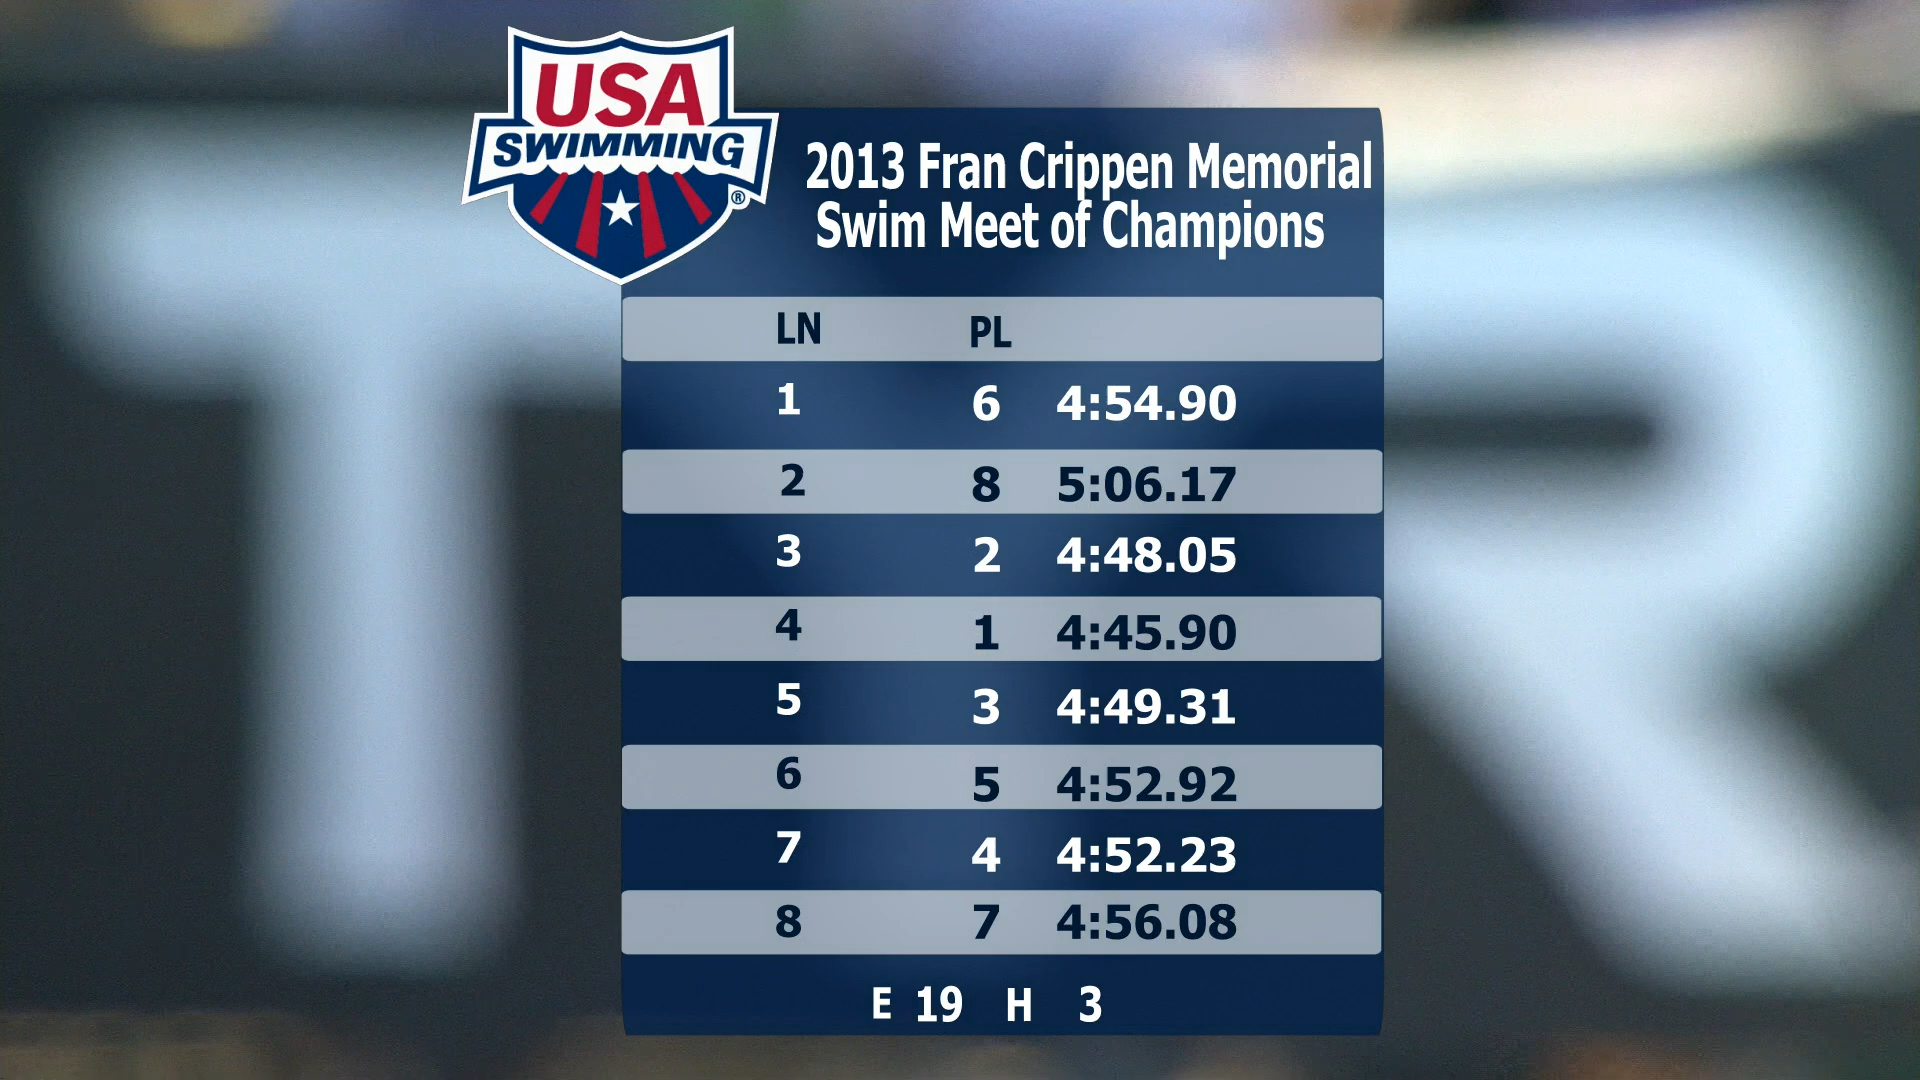 USA
SWIMMING
®
2013 Fran Crippen Memorial
Swim Meet of Champions
LN PL
1 6 4:54.90
2 8 5:06.17
3 2 4:48.05
4 1 4:45.90
5 3 4:49.31
6 5 4:52.92
7 4 4:52.23
8 7 4:56.08
E 19 H 3
T R